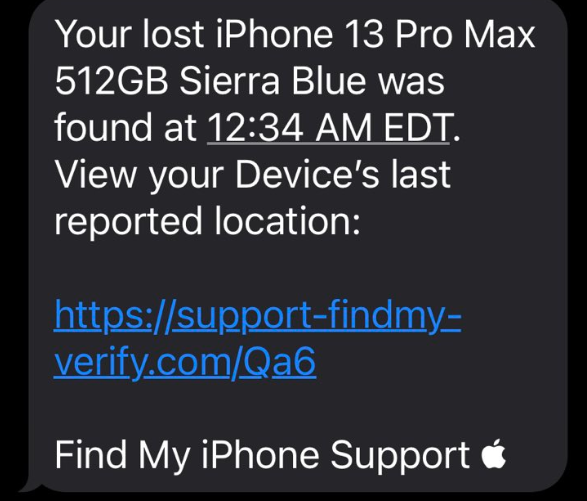 Your lost iPhone 13 Pro Max
512GB Sierra Blue was
found at 12:34 AM EDT.
View your Device’s last
reported location:
https://support-findmy-
verify.com/Qa6
Find My iPhone Support